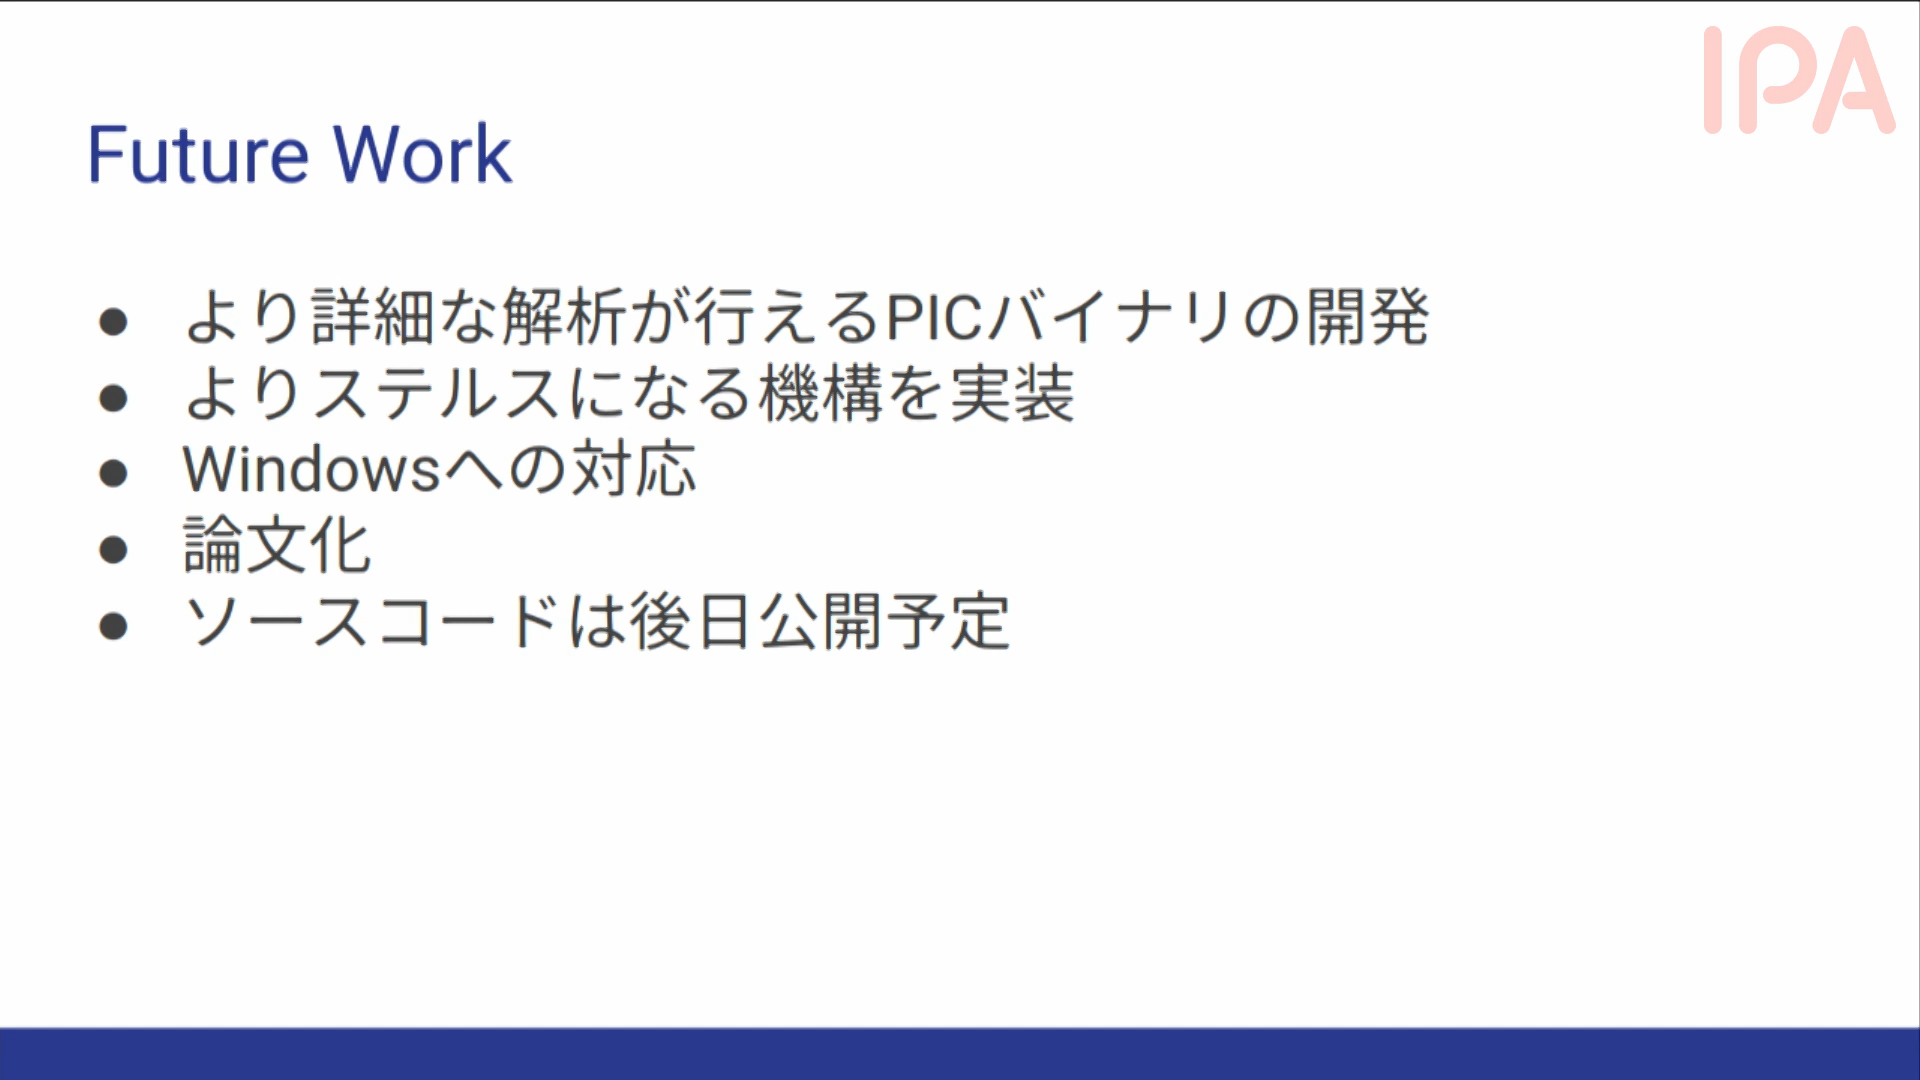 IPA
Future Work
● より詳細な解析が行えるPICバイナリの開発
● よりステルスになる機構を実装
● Windowsへの対応
● 論文化
● ソースコードは後日公開予定